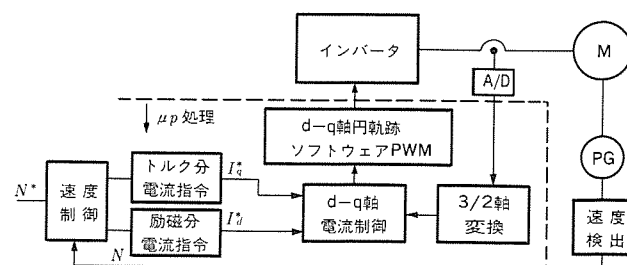 インバータ
M
A/D
μp 処理
d−q軸円軌跡
ソフトウェアPWM
PG
トルク分
電流指令
I*q
N*
速度
制御
励磁分
電流指令
I*d
d−q軸
電流制御
3/2軸
変換
速度
検出
N